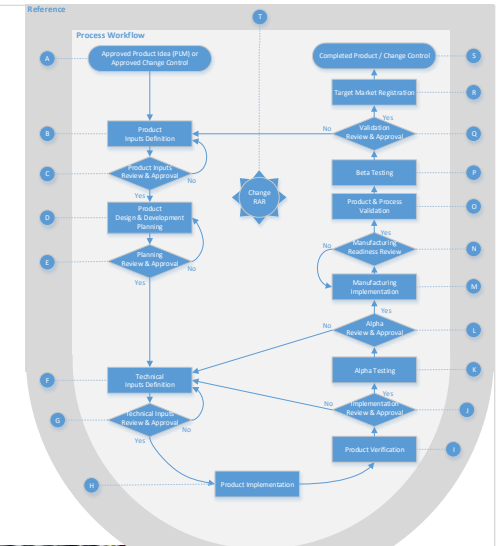 Reference
T
Process Workflow
A
Approved Product Idea (PLM) or
Approved Change Control
Completed Product / Change Control
S
Target Market Registration
R
B
Product
Inputs Definition
No
Validation
Review & Approval
Yes
Q
C
Product Inputs
Review & Approval
No
Yes
Beta Testing
P
D
Product
Design & Development
Planning
Change
RAR
Product & Process
Validation
O
E
Planning
Review & Approval
No
Yes
Yes
No
Manufacturing
Readiness Review
N
Manufacturing
Implementation
M
Yes
No
Alpha
Review & Approval
L
F
Technical
Inputs Definition
Alpha Testing
K
Yes
No
Implementation
Review & Approval
J
G
Technical Inputs
Review & Approval
No
Yes
Product Verification
I
H
Product Implementation